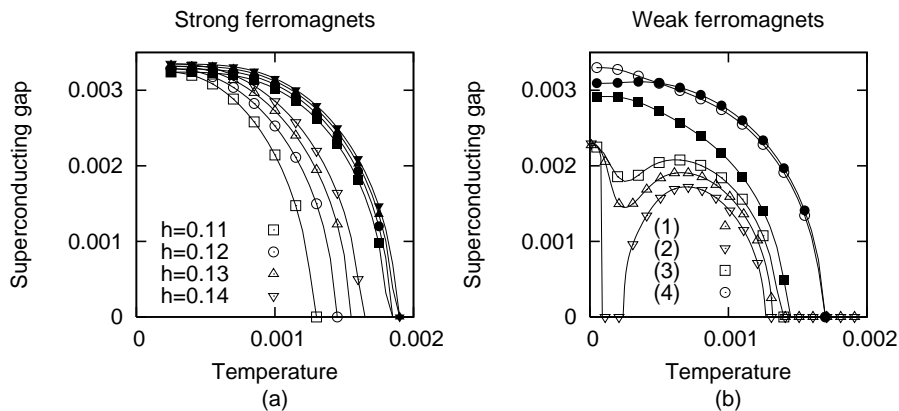 Strong ferromagnets
Superconducting gap
0.003
0.002
0.001
0
h=0.11
h=0.12
h=0.13
h=0.14
0
0.001
0.002
Temperature
(a)
Weak ferromagnets
Superconducting gap
0.003
0.002
0.001
0
(1)
(2)
(3)
(4)
0
0.001
0.002
Temperature
(b)